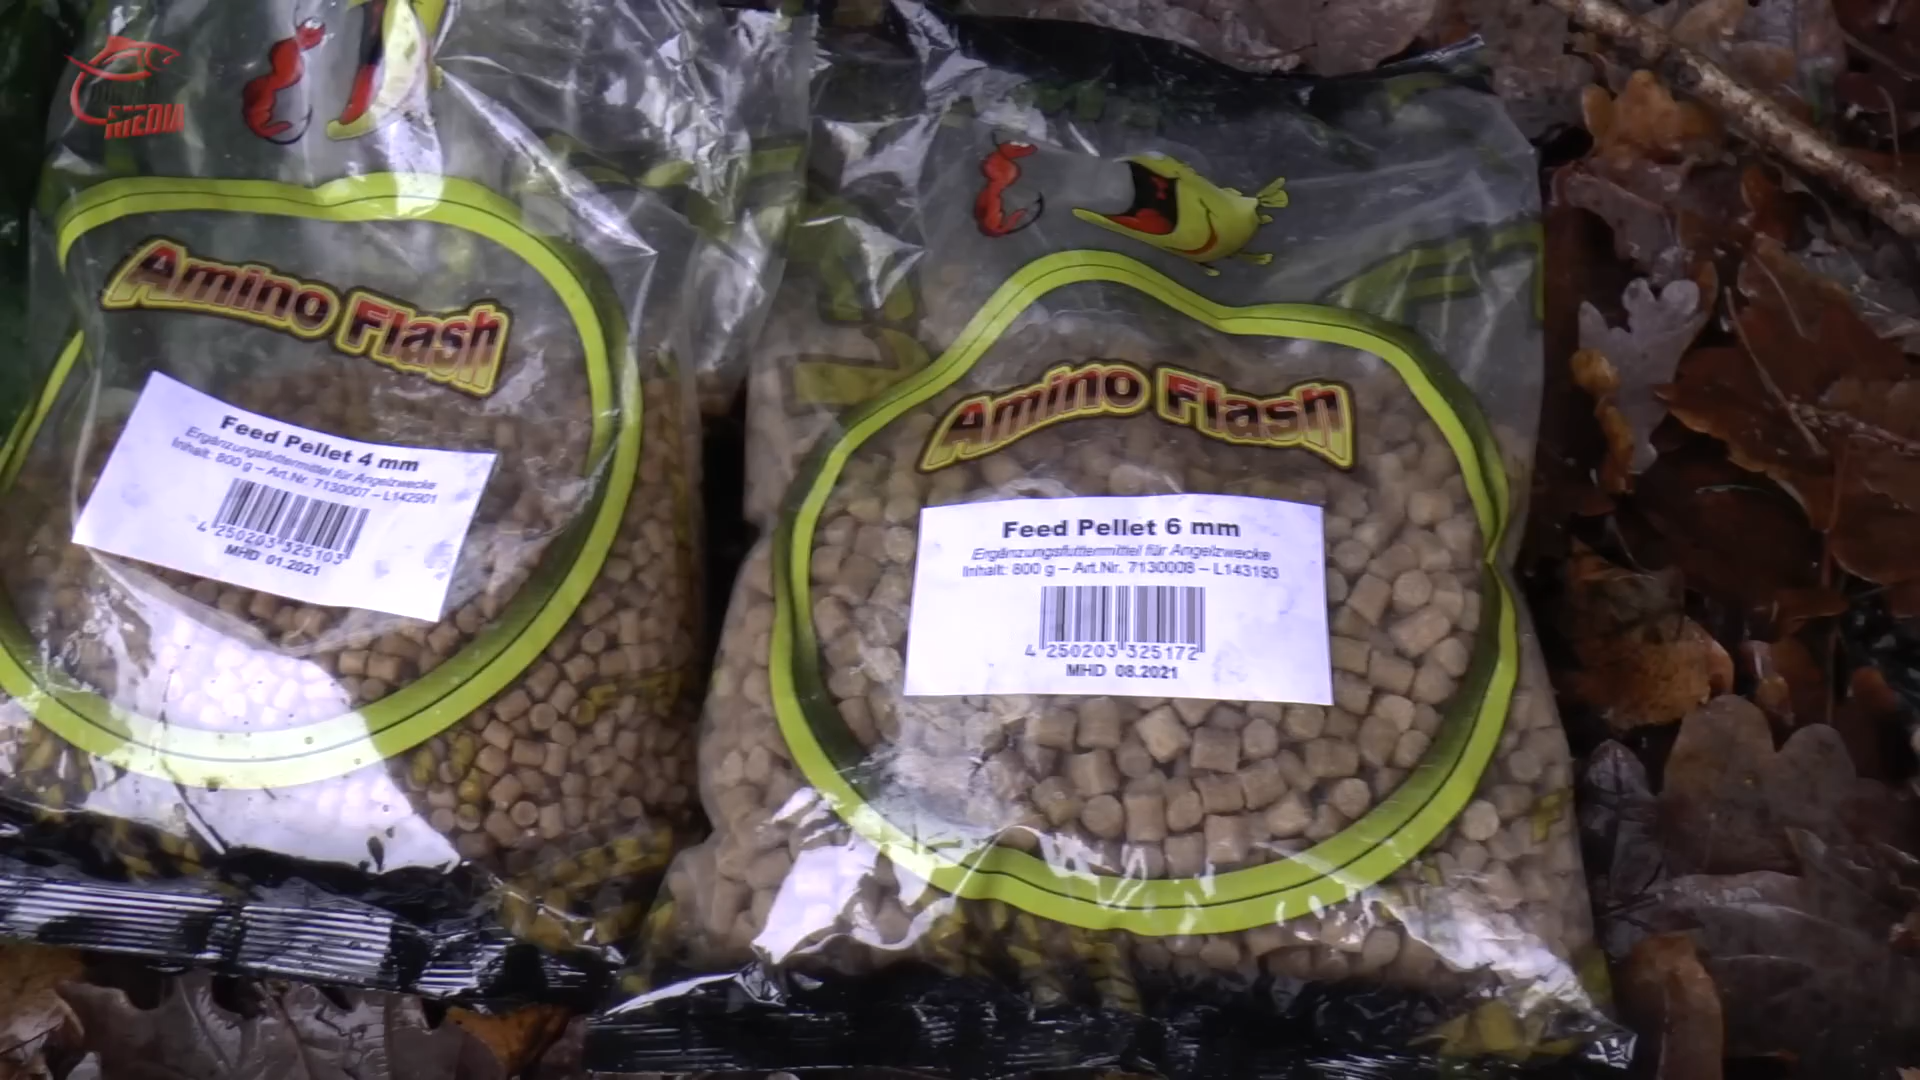 MEDIA
Amino Flash
Feed Pellet 4 mm
Ergänzungsfuttermittel für Angelzwecke
Inhalt: 800 g – Art.Nr. 7130007 – L142901
4 250203 325103
MHD 01.2021
Amino Flash
Feed Pellet 6 mm
Ergänzungsfuttermittel für Angelzwecke
Inhalt: 800 g – Art.Nr. 7130008 – L143193
4 250203 325172
MHD 08.2021